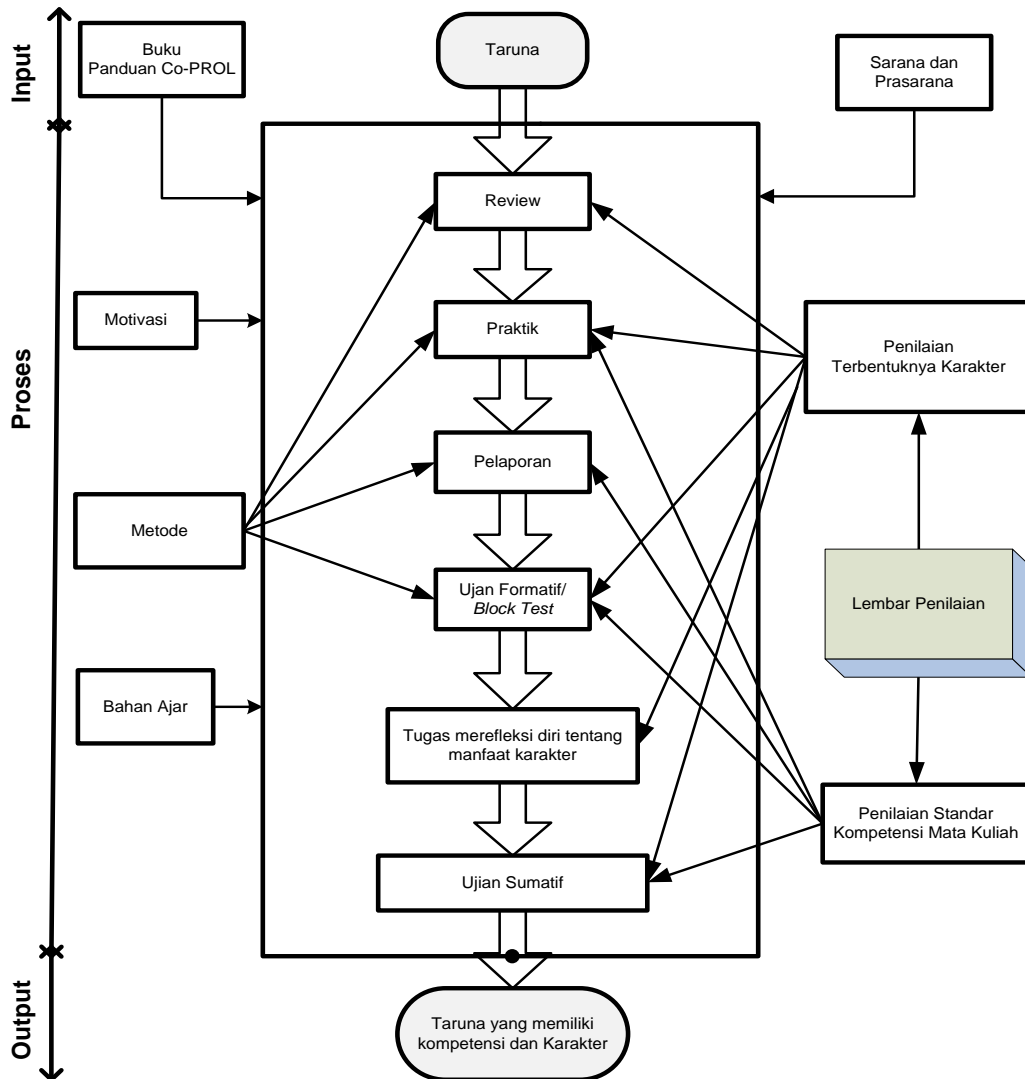 Input
Buku
Panduan Co-PROL
Taruna
Sarana dan
Prasarana
Proses
Review
Motivasi
Praktik
Penilaian
Terbentuknya Karakter
Pelaporan
Metode
Ujan Formatif/
Block Test
Lembar Penilaian
Bahan Ajar
Tugas merefleksi diri tentang
manfaat karakter
Penilaian Standar
Kompetensi Mata Kuliah
Ujian Sumatif
Output
Taruna yang memiliki
kompetensi dan Karakter